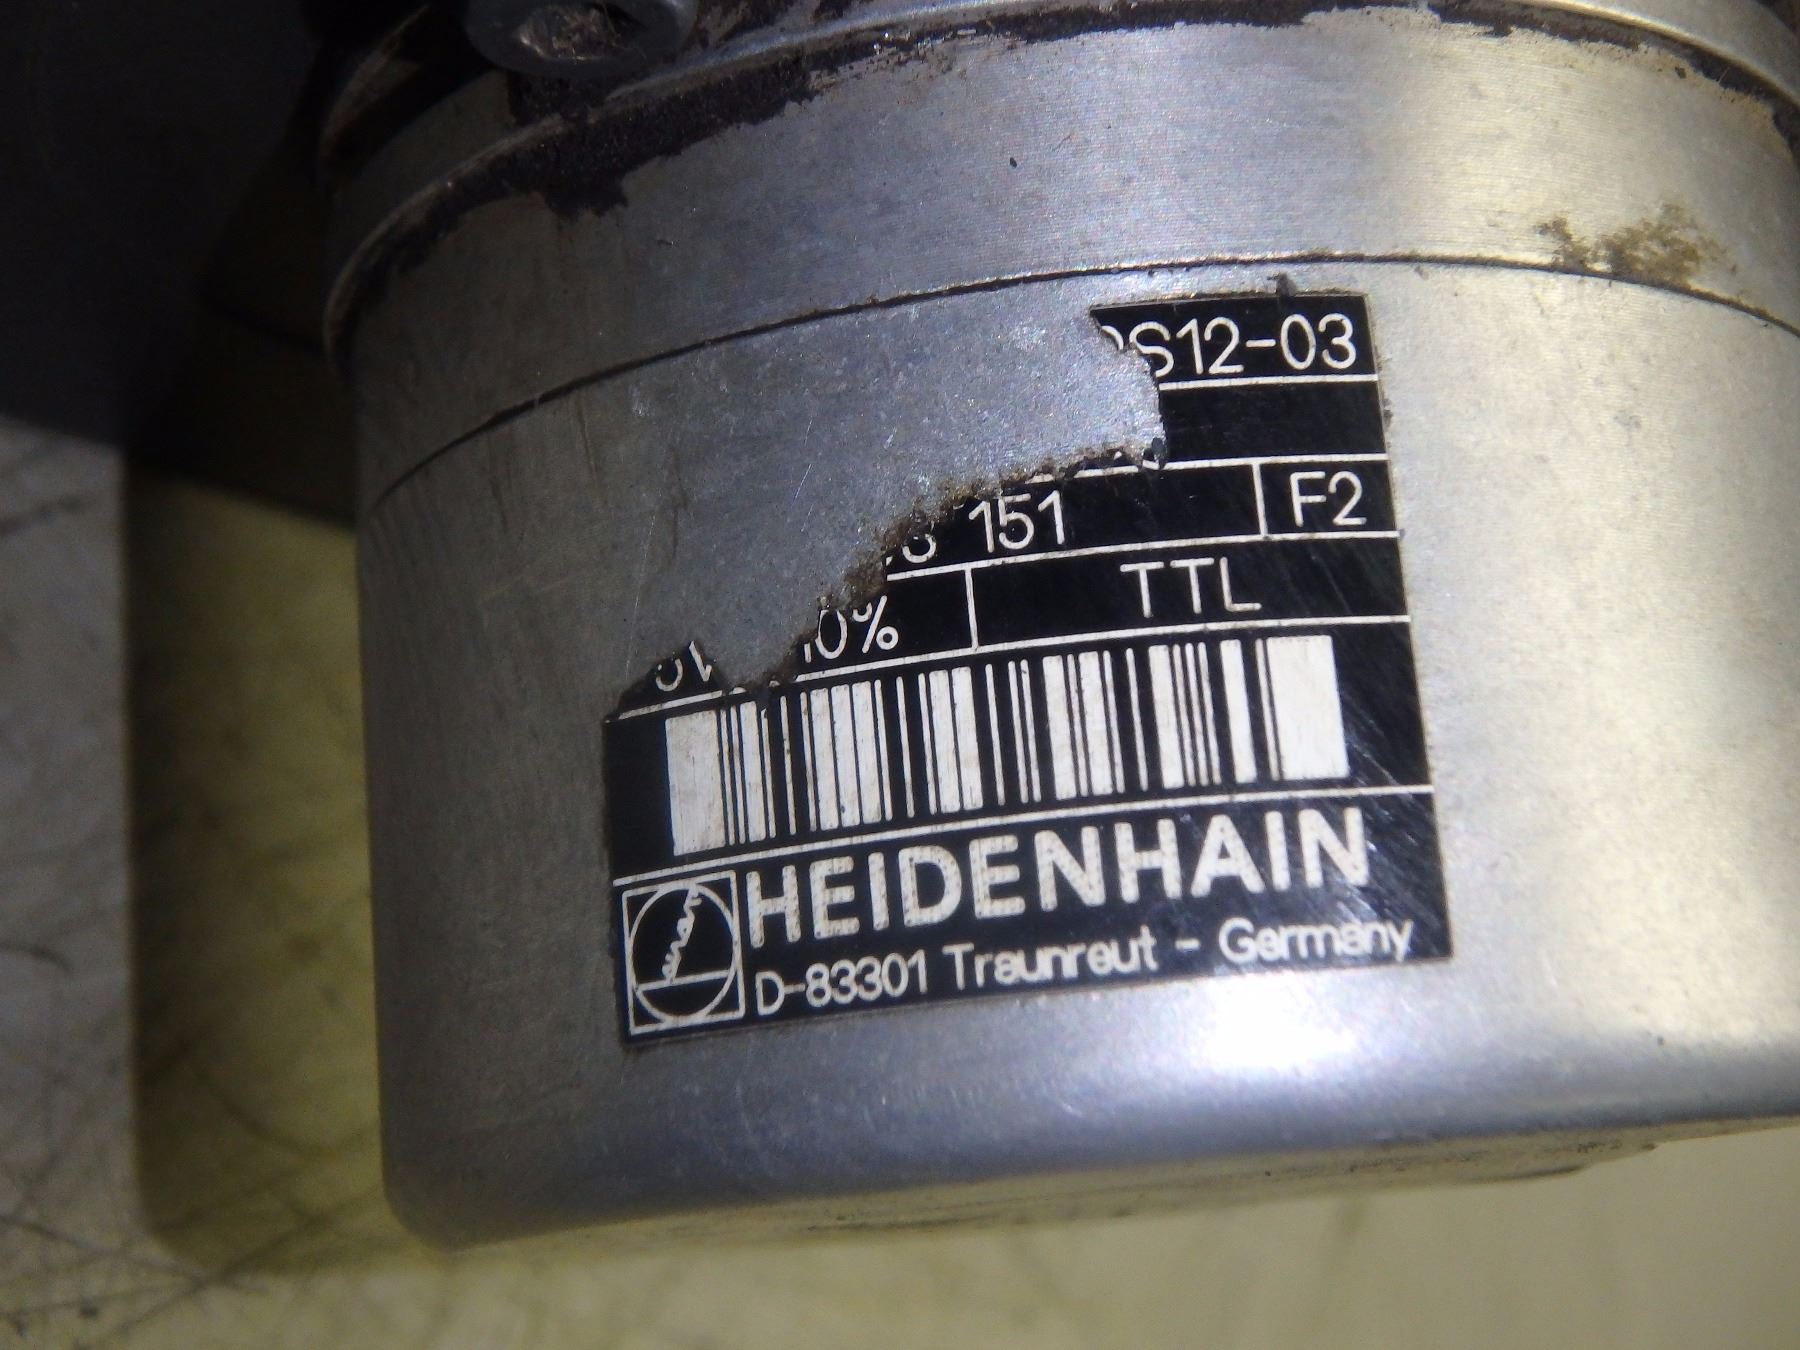 S12-03
151 F2
10% TTL
HEIDENHAIN
D-83301 Traunreut - Germany